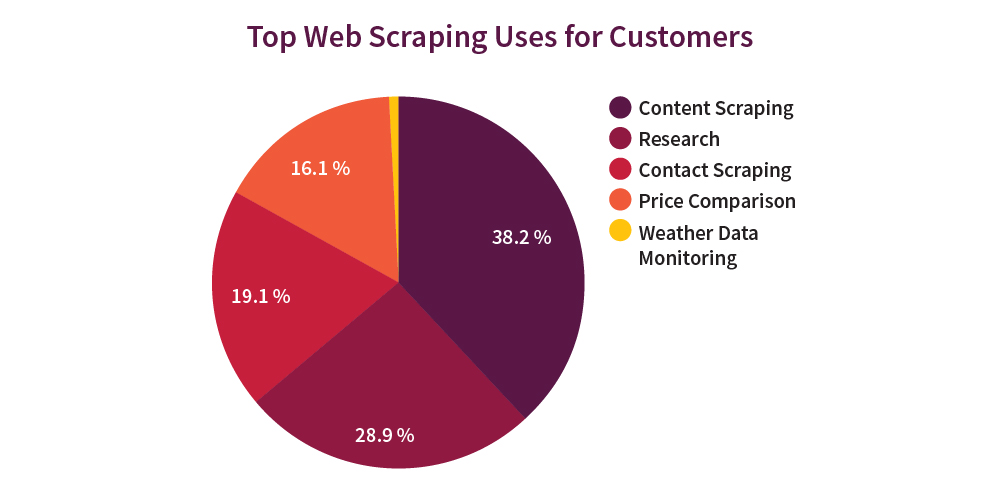 Top Web Scraping Uses for Customers
Content Scraping
Research
Contact Scraping
Price Comparison
Weather Data
Monitoring
16.1 %
38.2 %
19.1 %
28.9 %